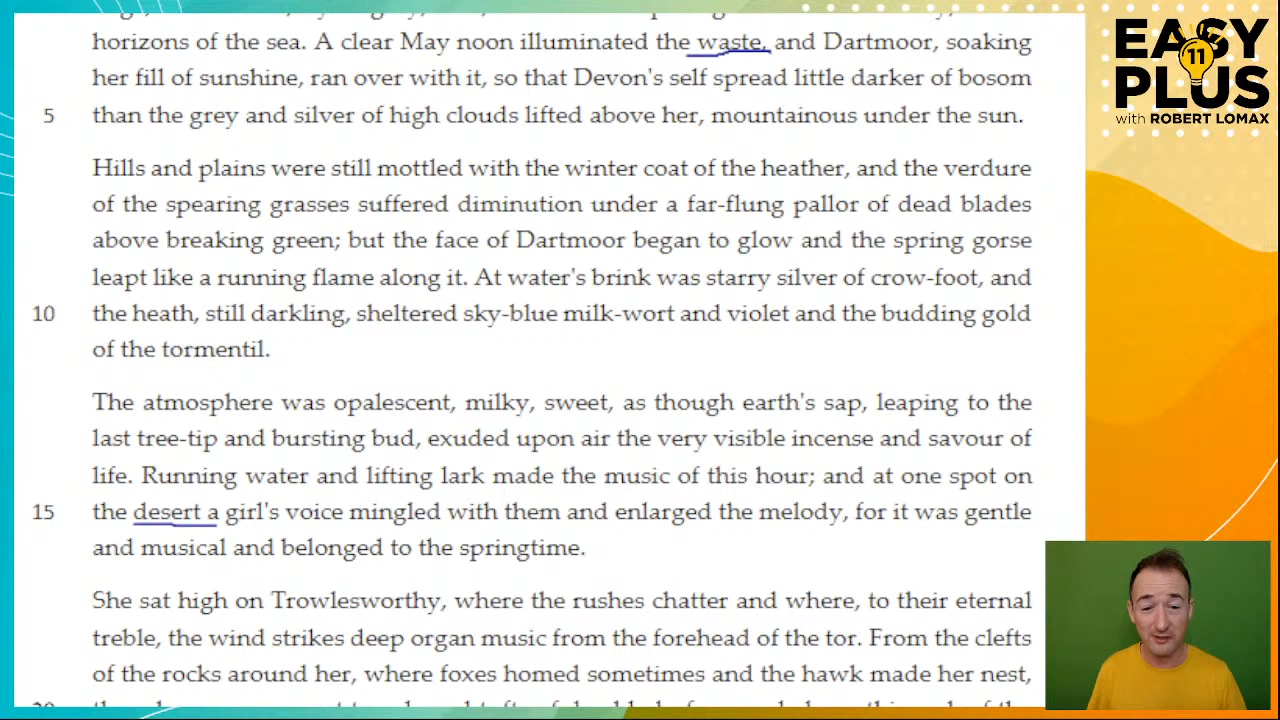 horizons of the sea. A clear May noon illuminated the waste, and Dartmoor, soaking
her fill of sunshine, ran over with it, so that Devon's self spread little darker of bosom
5 than the grey and silver of high clouds lifted above her, mountainous under the sun.
Hills and plains were still mottled with the winter coat of the heather, and the verdure
of the spearing grasses suffered diminution under a far-flung pallor of dead blades
above breaking green; but the face of Dartmoor began to glow and the spring gorse
leapt like a running flame along it. At water's brink was starry silver of crow-foot, and
10 the heath, still darkling, sheltered sky-blue milk-wort and violet and the budding gold
of the tormentil.
The atmosphere was opalescent, milky, sweet, as though earth's sap, leaping to the
last tree-tip and bursting bud, exuded upon air the very visible incense and savour of
life. Running water and lifting lark made the music of this hour; and at one spot on
15 the desert a girl's voice mingled with them and enlarged the melody, for it was gentle
and musical and belonged to the springtime.
She sat high on Trowlesworthy, where the rushes chatter and where, to their eternal
treble, the wind strikes deep organ music from the forehead of the tor. From the clefts
of the rocks around her, where foxes homed sometimes and the hawk made her nest,
EASY
11
PLUS
with ROBERT LOMAX